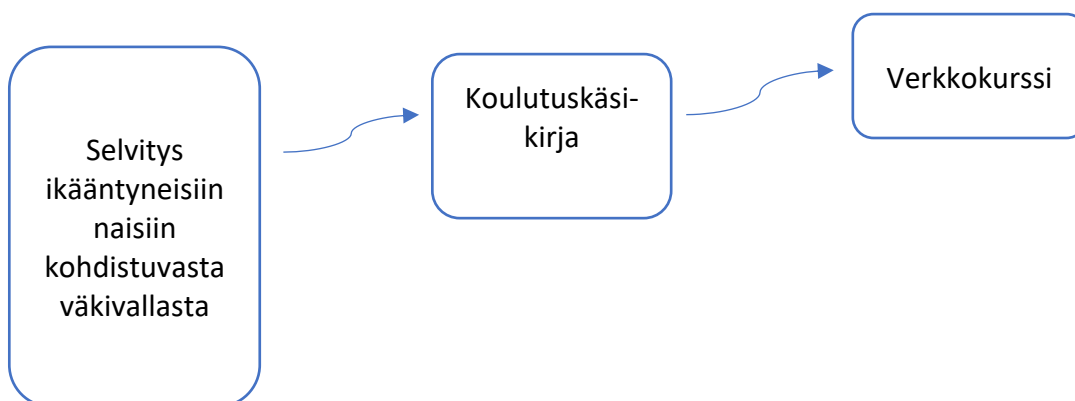 Selvitys
ikääntyneisiin
naisiin
kohdistuvasta
väkivallasta
Koulutuskäsi-
kirja
Verkkokurssi